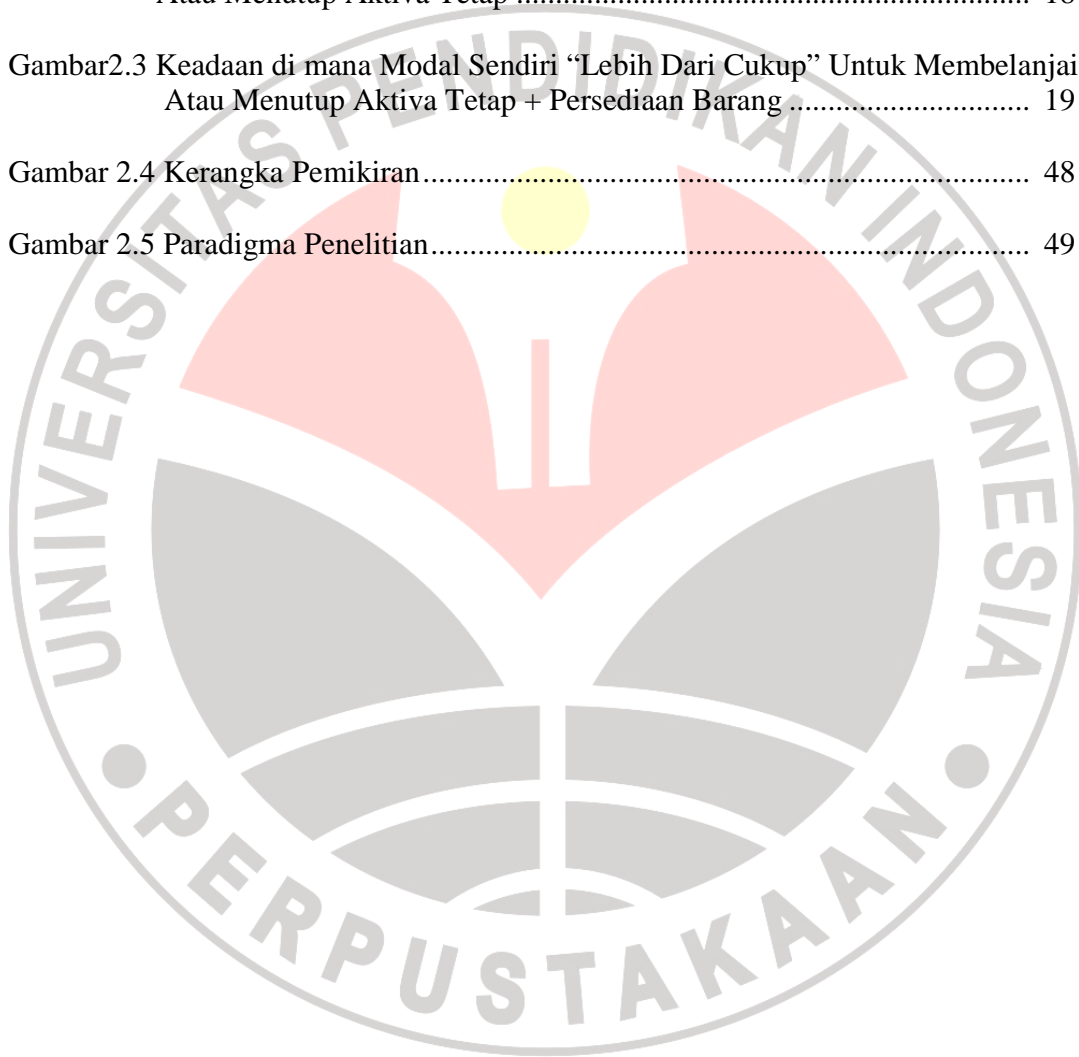 Atau Menutup Aktiva Tetap .................................................................. 18
Gambar2.3 Keadaan di mana Modal Sendiri “Lebih Dari Cukup” Untuk Membelanjai
Atau Menutup Aktiva Tetap + Persediaan Barang ............................... 19
Gambar 2.4 Kerangka Pemikiran.............................................................................. 48
Gambar 2.5 Paradigma Penelitian............................................................................. 49
UNIVERSITAS PENDIDIKAN INDONESIA
PERPUSTAKAAN